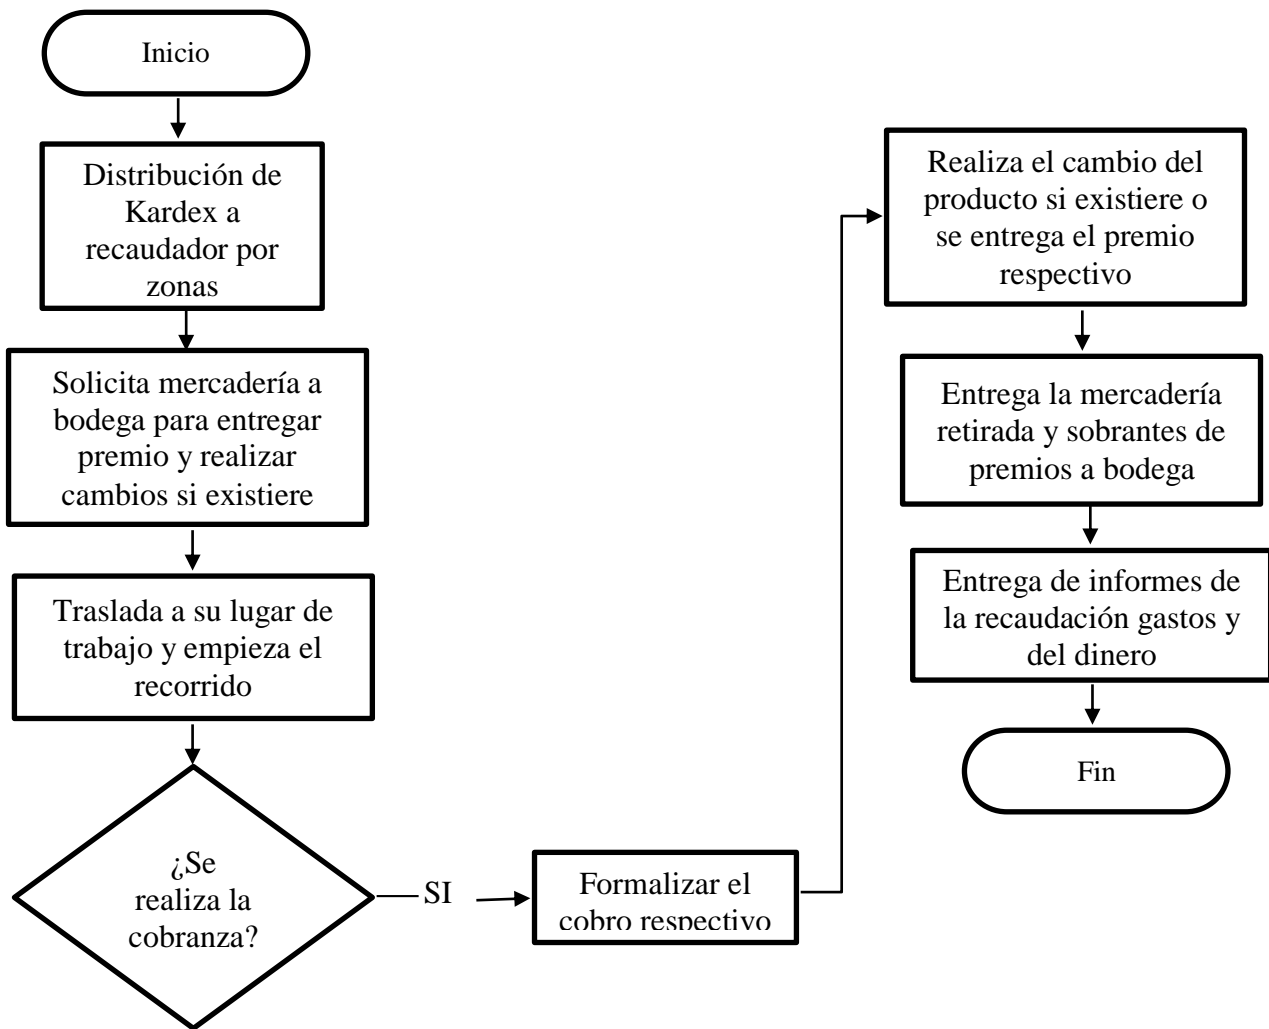 Inicio
Distribución de
Kardex a
recaudador por
zonas
Solicita mercadería a
bodega para entregar
premio y realizar
cambios si existiere
Traslada a su lugar de
trabajo y empieza el
recorrido
¿Se
realiza la
cobranza?
SI
Formalizar el
cobro respectivo
Realiza el cambio del
producto si existiere o
se entrega el premio
respectivo
Entrega la mercadería
retirada y sobrantes de
premios a bodega
Entrega de informes de
la recaudación gastos y
del dinero
Fin